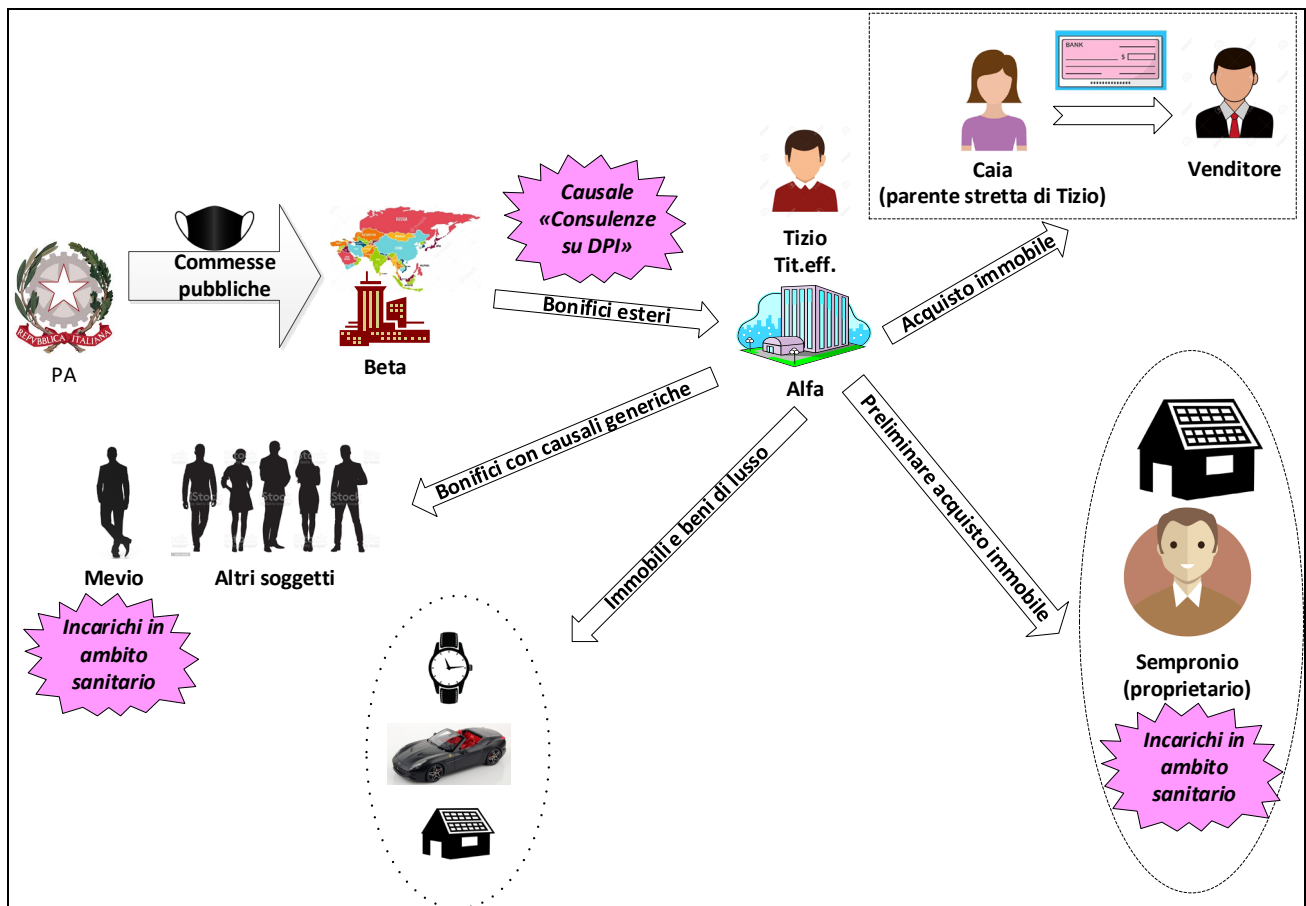 BANK
$
Caia
(parente stretta di Tizio)
Venditore
Causale
«Consulenze
su DPI»
Tizio
Tit.eff.
Commesse
pubbliche
REPVBBLICA ITALIANA
PA
Beta
Bonifici esteri
Alfa
Acquisto immobile
Bonifici con causali generiche
Immobili e beni di lusso
Preliminare acquisto immobile
Mevio
Altri soggetti
Incarichi in
ambito
sanitario
Sempronio
(proprietario)
Incarichi in
ambito
sanitario
iStock
iStock